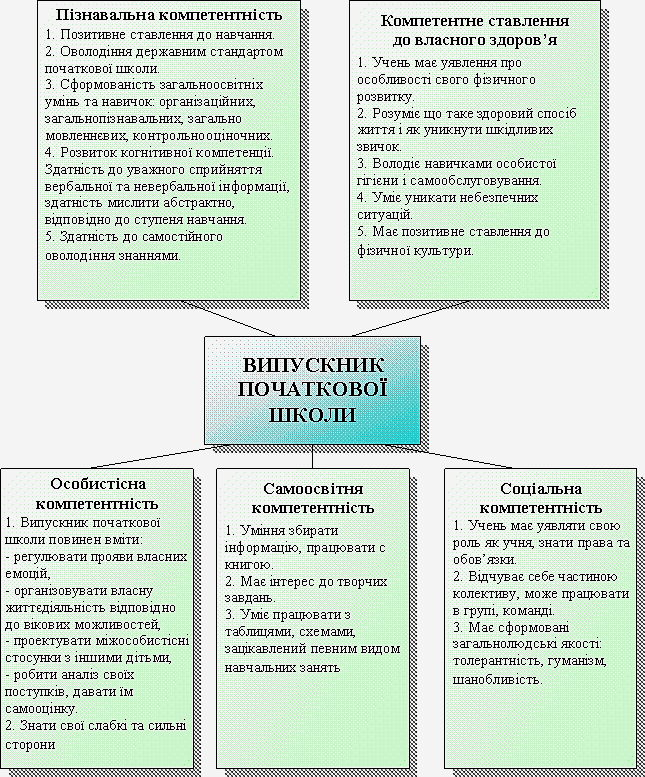 Пізнавальна компетентність
1. Позитивне ставлення до навчання.
2. Оволодіння державним стандартом
початкової школи.
3. Сформованість загальноосвітніх
умінь та навичок: організаційних,
загальнопізнавальних, загально
мовленнєвих, контрольнооціночних.
4. Розвиток когнітивної компетенції.
Здатність до уважного сприйняття
вербальної та невербальної інформації,
здатність мислити абстрактно,
відповідно до ступеня навчання.
5. Здатність до самостійного
оволодіння знаннями.
Компетентне ставлення
до власного здоров’я
1. Учень має уявлення про
особливості свого фізичного
розвитку.
2. Розуміє що таке здоровий спосіб
життя і як уникнути шкідливих
звичок.
3. Володіє навичками особистої
гігієни і самообслуговування.
4. Уміє уникати небезпечних
ситуацій.
5. Має позитивне ставлення до
фізичної культури.
ВИПУСКНИК
ПОЧАТКОВОЇ
ШКОЛИ
Особистісна
компетентність
1. Випускник початкової
школи повинен вміти:
- регулювати прояви власних
емоцій,
- організовувати власну
життєдіяльність відповідно
до вікових можливостей,
- проектувати міжособистісні
стосунки з іншими дітьми,
- робити аналіз своїх
поступків, давати їм
самооцінку.
2. Знати свої слабкі та сильні
сторони
Самоосвітня
компетентність
1. Уміння збирати
інформацію, працювати с
книгою.
2. Має інтерес до творчих
завдань.
3. Уміє працювати з
таблицями, схемами,
зацікавлений певним видом
навчальних занять
Соціальна
компетентність
1. Учень має уявляти свою
роль як учня, знати права та
обов’язки.
2. Відчуває себе частиною
колективу, може працювати
в групі, команді.
3. Має сформовані
загальнолюдські якості:
толерантність, гуманізм,
шанобливість.